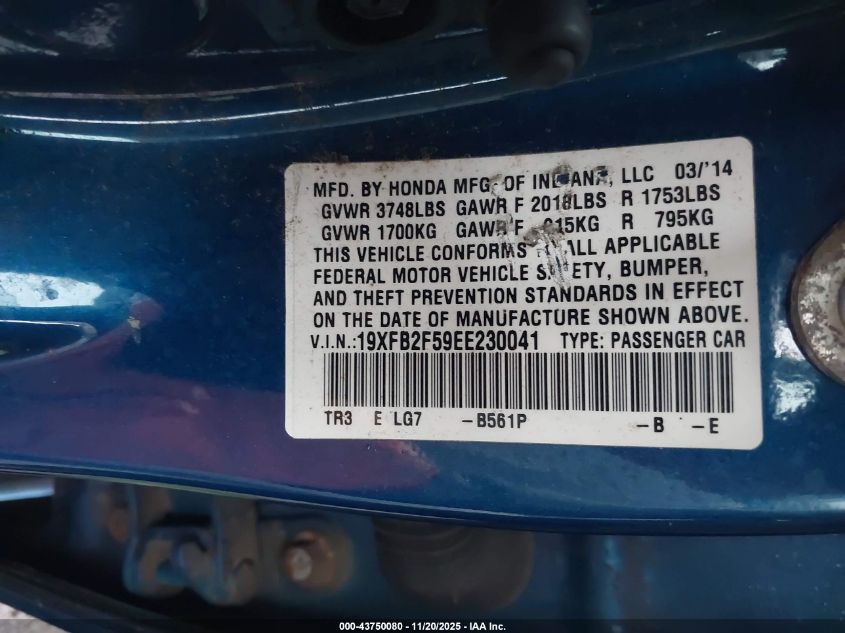 MFD. BY HONDA MFG. OF INDIANA, LLC 03/'14
GVWR 3748LBS GAWR F 2018LBS R 1753LBS
GVWR 1700KG GAWR F 915KG R 795KG
THIS VEHICLE CONFORMS TO ALL APPLICABLE
FEDERAL MOTOR VEHICLE SAFETY, BUMPER,
AND THEFT PREVENTION STANDARDS IN EFFECT
ON THE DATE OF MANUFACTURE SHOWN ABOVE.
V.I.N.:19XFB2F59EE230041 TYPE: PASSENGER CAR
TR3 E LG7 -B561P -B -E
000-43750080 - 11/20/2025 - IAA Inc.